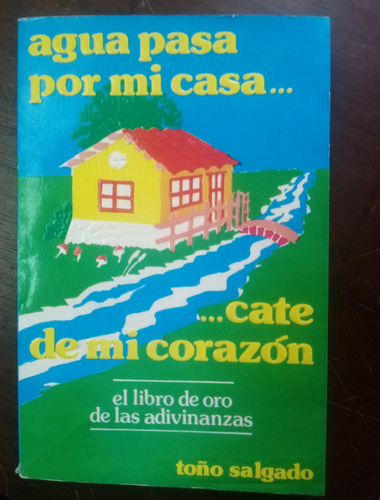 agua pasa
por mi casa...
...cate
de mi corazón
el libro de oro
de las adivinanzas
toño salgado